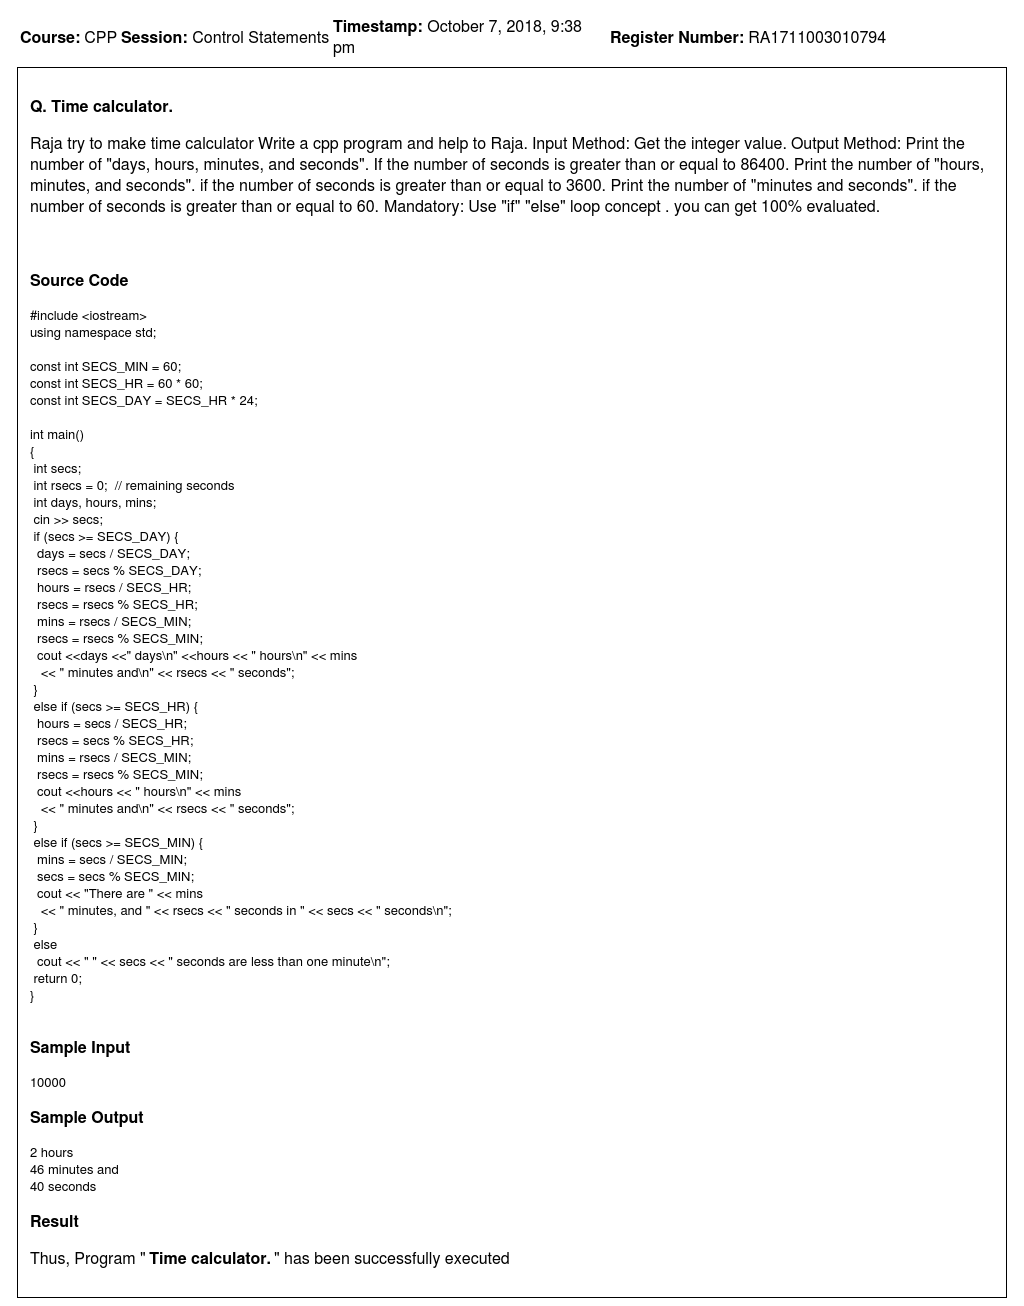 Course: CPP Session: Control Statements Timestamp: October 7, 2018, 9:38 pm Register Number: RA1711003010794
Q. Time calculator.
Raja try to make time calculator Write a cpp program and help to Raja. Input Method: Get the integer value. Output Method: Print the
number of "days, hours, minutes, and seconds". If the number of seconds is greater than or equal to 86400. Print the number of "hours,
minutes, and seconds". if the number of seconds is greater than or equal to 3600. Print the number of "minutes and seconds". if the
number of seconds is greater than or equal to 60. Mandatory: Use "if" "else" loop concept . you can get 100% evaluated.
Source Code
#include <iostream>
using namespace std;
const int SECS_MIN = 60;
const int SECS_HR = 60 * 60;
const int SECS_DAY = SECS_HR * 24;
int main()
{
int secs;
int rsecs = 0;  // remaining seconds
int days, hours, mins;
cin >> secs;
if (secs >= SECS_DAY) {
days = secs / SECS_DAY;
rsecs = secs % SECS_DAY;
hours = rsecs / SECS_HR;
rsecs = rsecs % SECS_HR;
mins = rsecs / SECS_MIN;
rsecs = rsecs % SECS_MIN;
cout <<days <<" days\n" <<hours << " hours\n" << mins
<< " minutes and\n" << rsecs << " seconds";
}
else if (secs >= SECS_HR) {
hours = secs / SECS_HR;
rsecs = secs % SECS_HR;
mins = rsecs / SECS_MIN;
rsecs = rsecs % SECS_MIN;
cout <<hours << " hours\n" << mins
<< " minutes and\n" << rsecs << " seconds";
}
else if (secs >= SECS_MIN) {
mins = secs / SECS_MIN;
secs = secs % SECS_MIN;
cout << "There are " << mins
<< " minutes, and " << rsecs << " seconds in " << secs << " seconds\n";
}
else
cout << " " << secs << " seconds are less than one minute\n";
return 0;
}
Sample Input
10000
Sample Output
2 hours
46 minutes and
40 seconds
Result
Thus, Program " Time calculator. " has been successfully executed